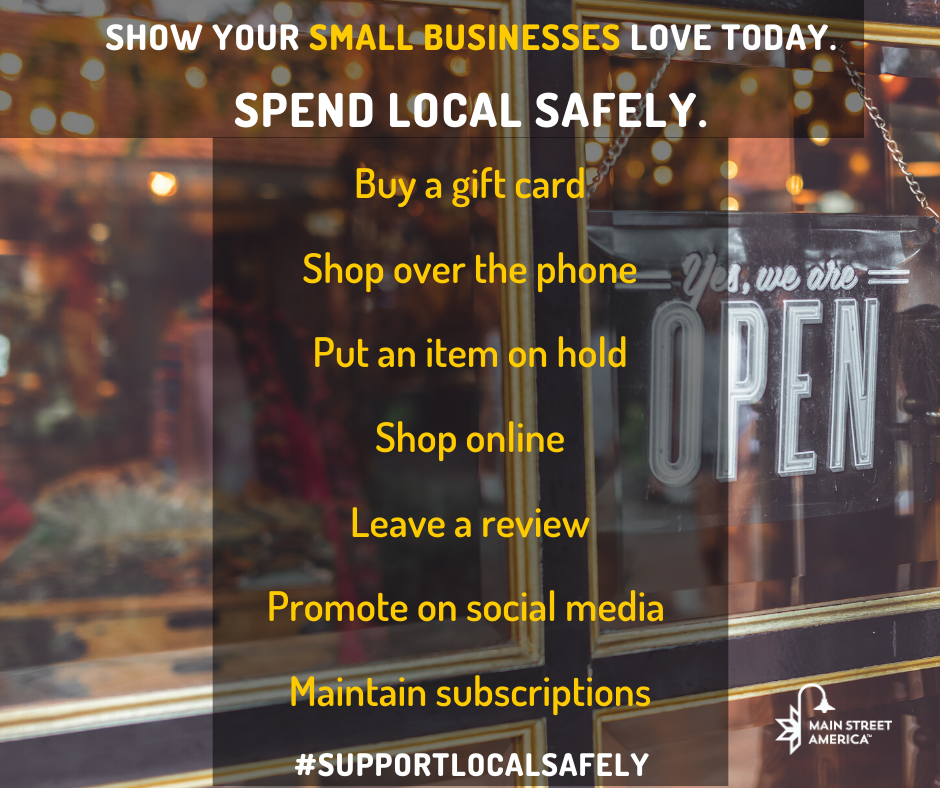 SHOW YOUR SMALL BUSINESSES LOVE TODAY.
SPEND LOCAL SAFELY.
Buy a gift card
Shop over the phone
Yes, we are
OPEN
Put an item on hold
Shop online
Leave a review
Promote on social media
Maintain subscriptions
MAIN STREET
AMERICA™
#SUPPORTLOCALSAFELY